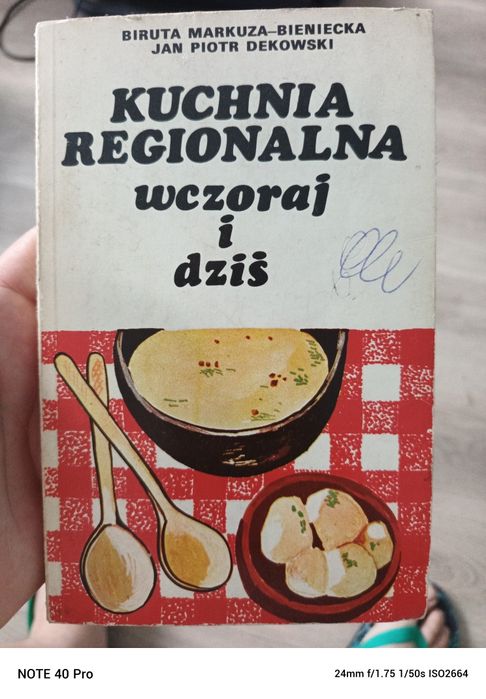 BIRUTA MARKUZA-BIENIECKA
JAN PIOTR DEKOWSKI
KUCHNIA
REGIONALNA
wczoraj
i
dziś
NOTE 40 Pro
24mm f/1.75 1/50s ISO2664